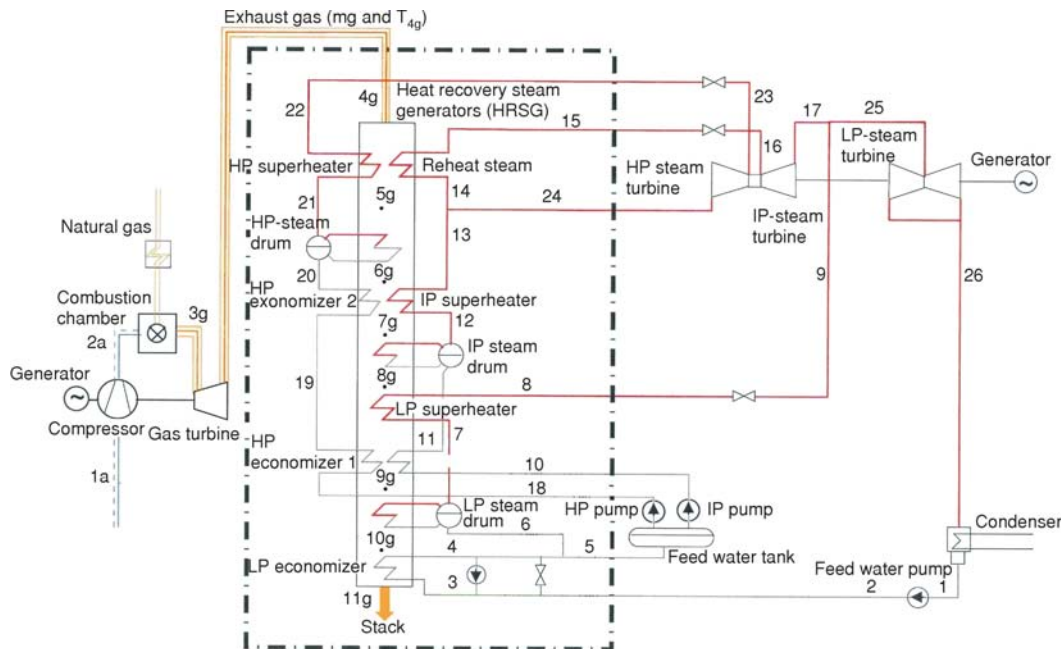 Exhaust gas (mg and T4g)
4g
Heat recovery steam
generators (HRSG)
22
23
17
25
15
LP-steam
turbine
16
HP superheater
Reheat steam
HP steam
turbine
Generator
5g
14
21
24
IP-steam
turbine
Natural gas
HP-steam
drum
13
6g
20
9
26
HP
exonomizer 2
IP superheater
Combustion
chamber
3g
7g
12
2a
IP steam
drum
Generator
19
8g
8
LP superheater
Compressor
Gas turbine
7
11
HP
economizer 1
10
1a
9g
18
LP steam
drum
HP pump
IP pump
6
Condenser
10g
4
5
Feed water tank
LP economizer
Feed water pump
3
2
1
11g
Stack